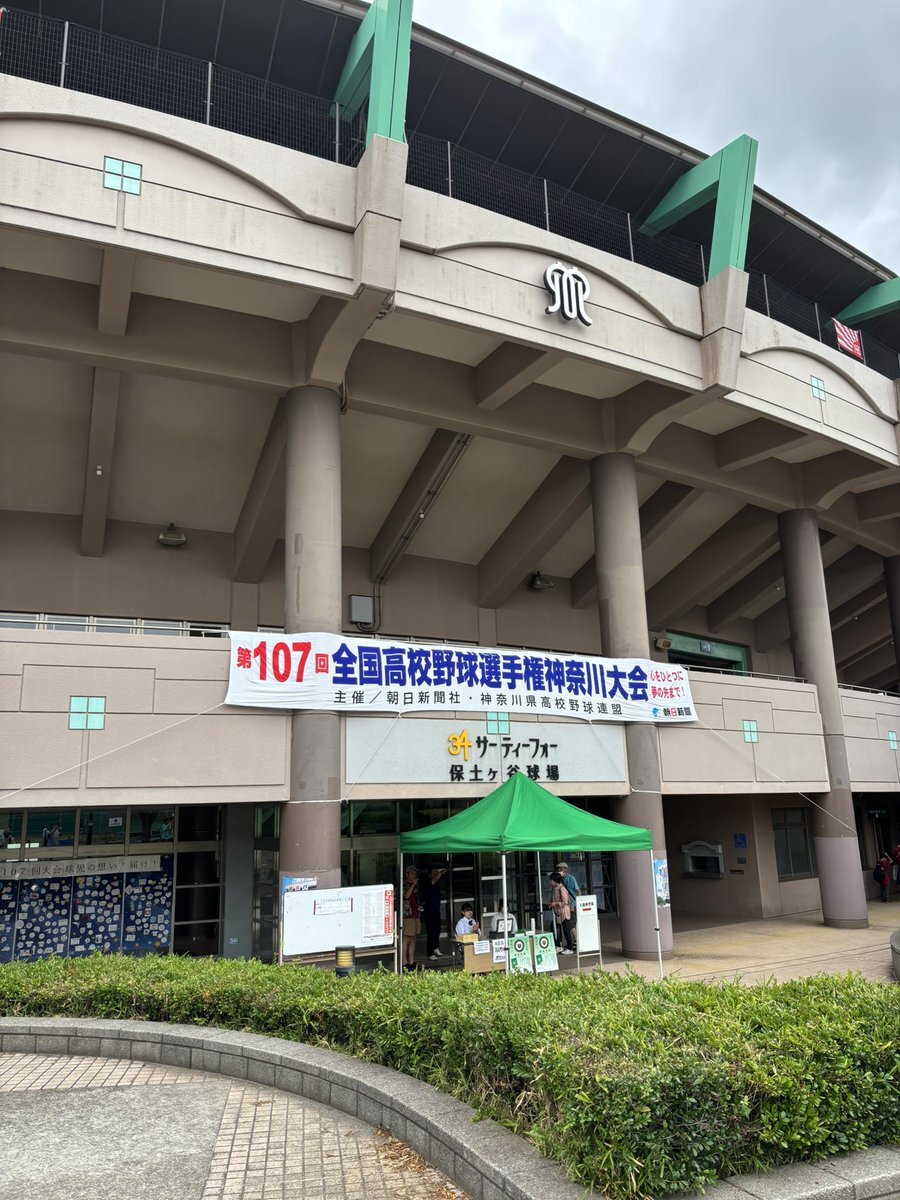 第107回 全国高校野球選手権神奈川大会
心をひとつに
夢の先まで!
主催／朝日新聞社・神奈川県高校野球連盟
朝日新聞
34 サーティーフォー
保土ヶ谷球場
107回大会 球児の想いお届け!